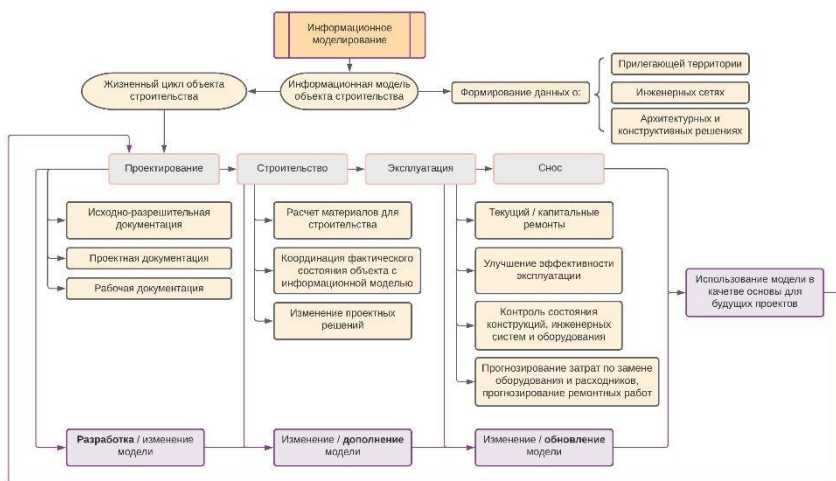 Информационное
моделирование
Жизненный цикл объекта
строительства
Информационная модель
объекта строительства
Формирование данных о:
Прилегающей территории
Инженерных сетях
Архитектурных и
конструктивных решениях
Проектирование
Строительство
Эксплуатация
Снос
Исходно-разрешительная
документация
Проектная документация
Рабочая документация
Расчет материалов для
строительства
Координация фактического
состояния объекта с
информационной моделью
Изменение проектных
решений
Текущий / капитальные
ремонты
Улучшение эффективности
эксплуатации
Контроль состояния
конструкций, инженерных
систем и оборудования
Прогнозирование затрат по замене
оборудования и расходников,
прогнозирование ремонтных работ
Использование модели в
качетве основы для
будущих проектов
Разработка / изменение
модели
Изменение / дополнение
модели
Изменение / обновление
модели